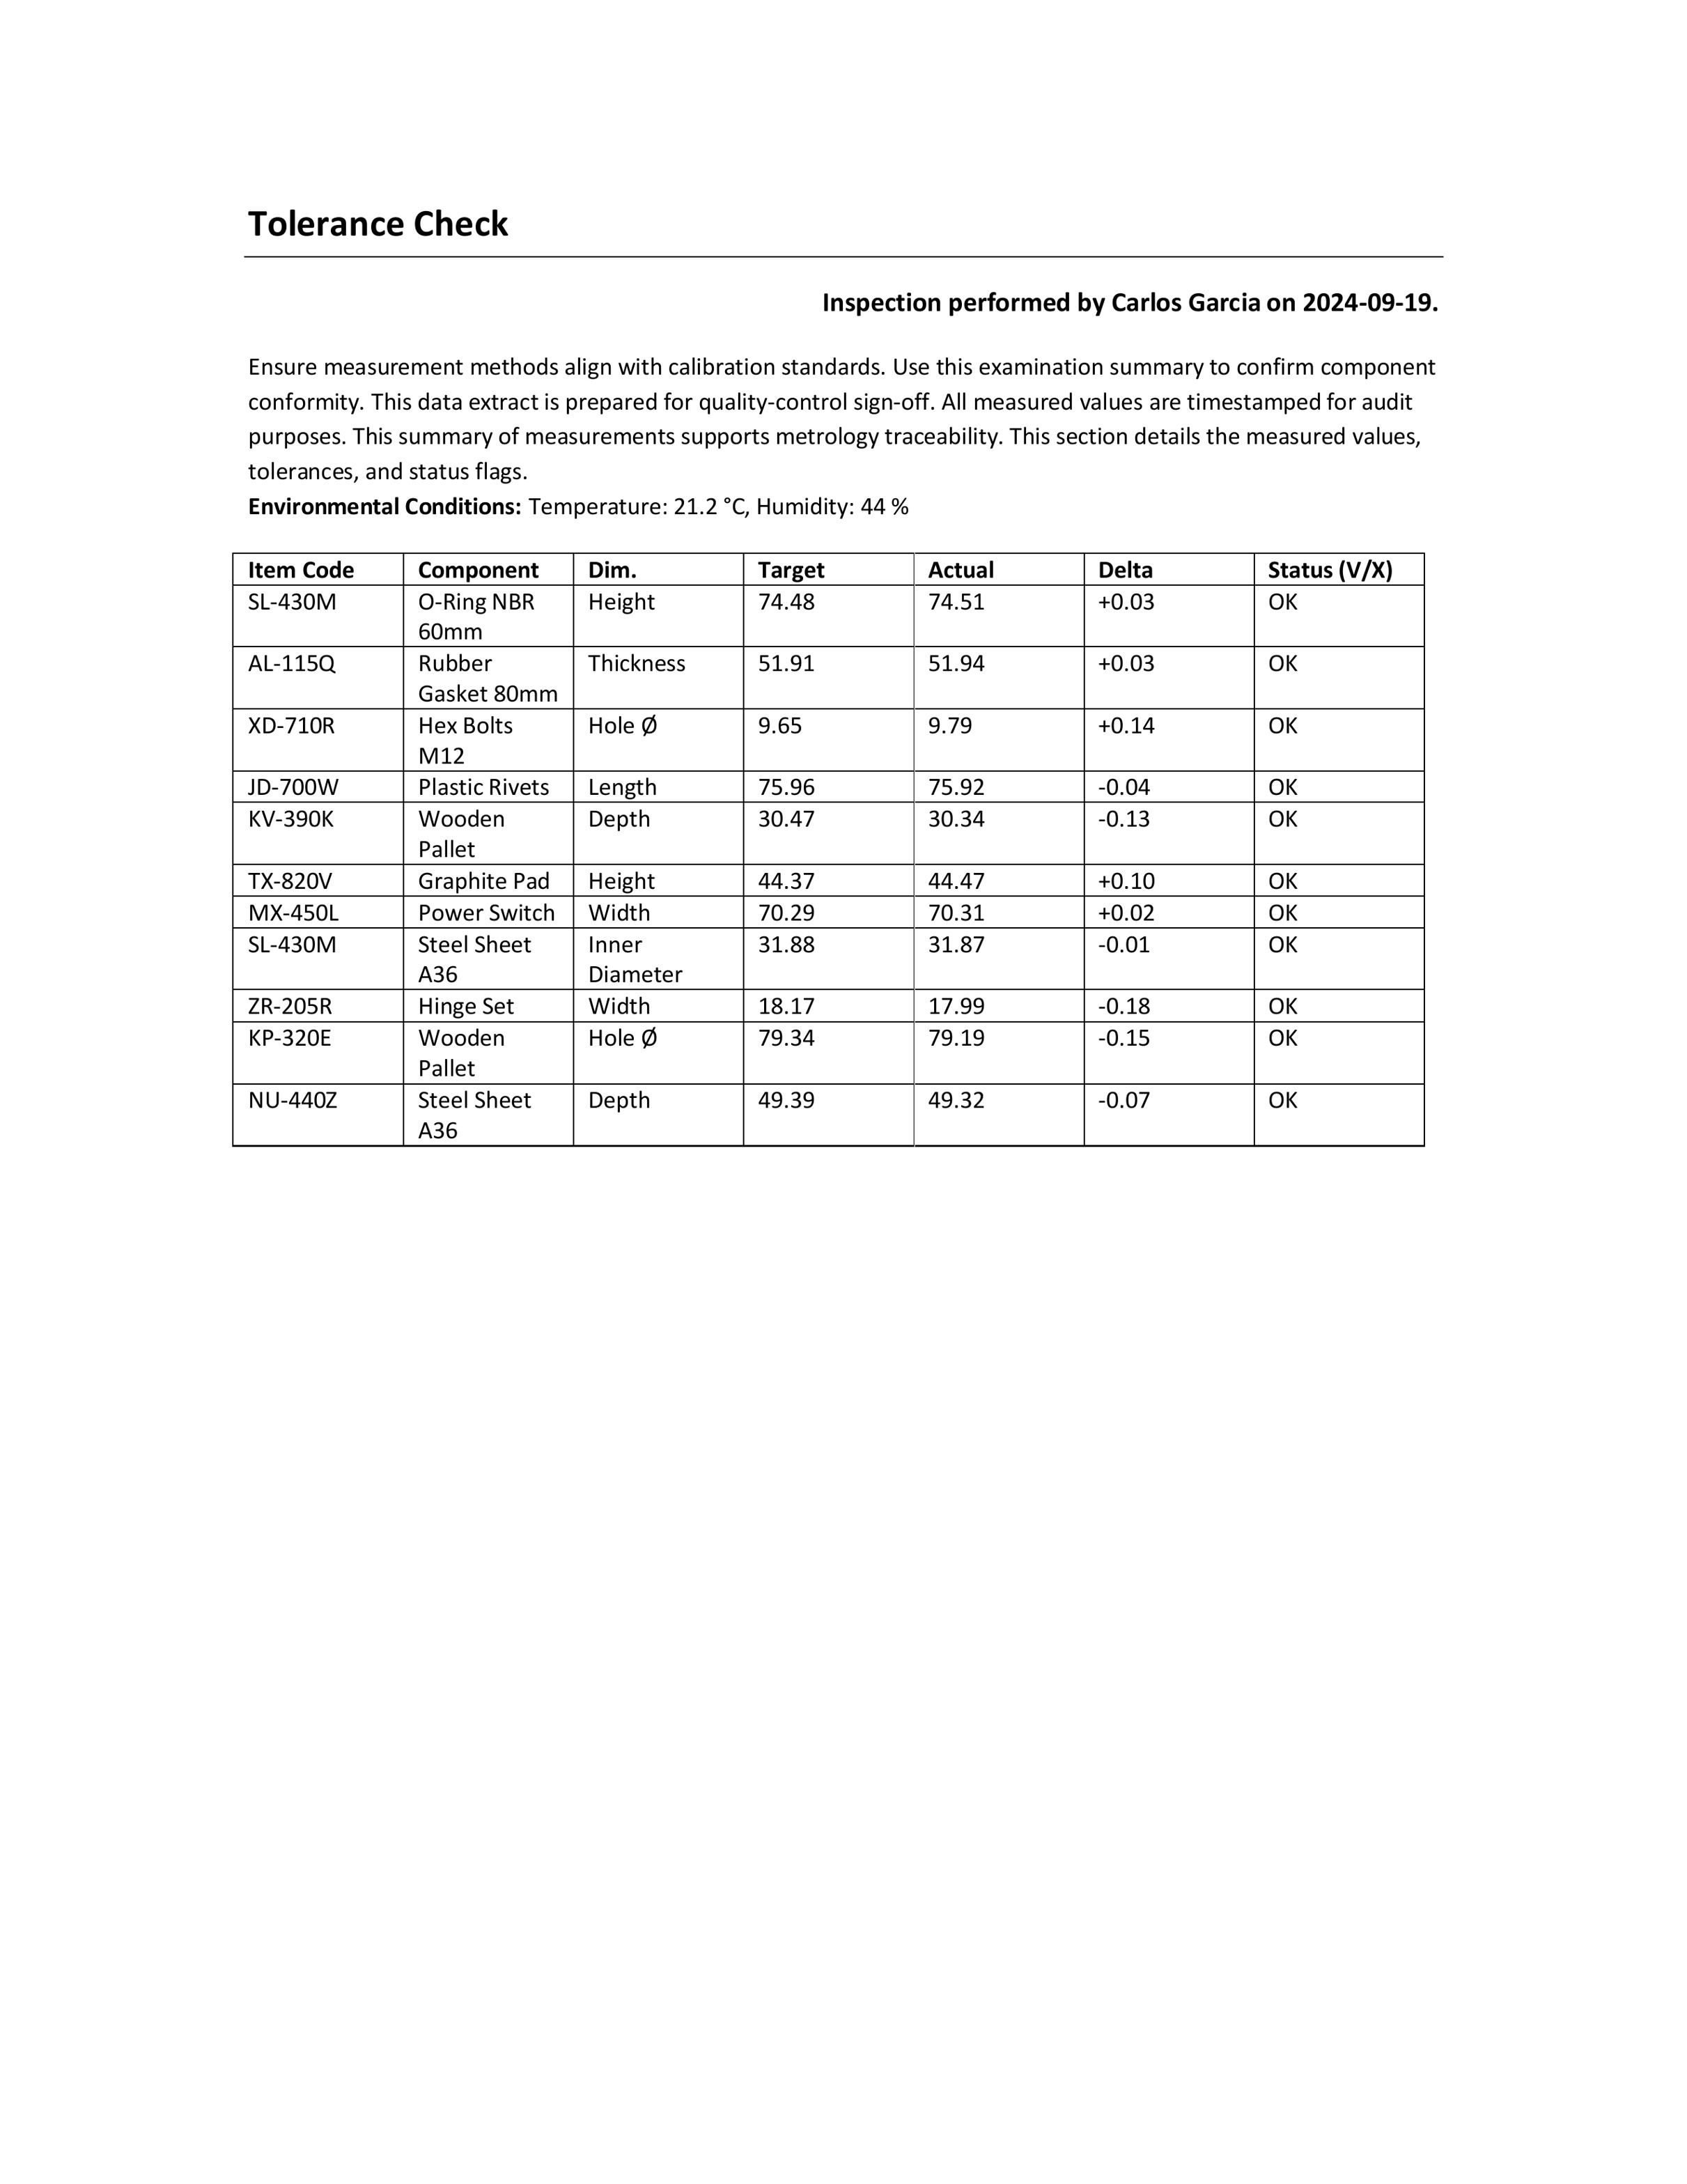 Tolerance Check
Inspection performed by Carlos Garcia on 2024-09-19.
Ensure measurement methods align with calibration standards. Use this examination summary to confirm component
conformity. This data extract is prepared for quality-control sign-off. All measured values are timestamped for audit
purposes. This summary of measurements supports metrology traceability. This section details the measured values,
tolerances, and status flags.
Environmental Conditions: Temperature: 21.2 °C, Humidity: 44 %
Item Code Component Dim. Target Actual Delta Status (V/X)
SL-430M O-Ring NBR Height 74.48 74.51 +0.03 OK
60mm
AL-115Q Rubber Thickness 51.91 51.94 +0.03 OK
Gasket 80mm
XD-710R Hex Bolts Hole Ø 9.65 9.79 +0.14 OK
M12
JD-700W Plastic Rivets Length 75.96 75.92 -0.04 OK
KV-390K Wooden Depth 30.47 30.34 -0.13 OK
Pallet
TX-820V Graphite Pad Height 44.37 44.47 +0.10 OK
MX-450L Power Switch Width 70.29 70.31 +0.02 OK
SL-430M Steel Sheet Inner 31.88 31.87 -0.01 OK
A36 Diameter
ZR-205R Hinge Set Width 18.17 17.99 -0.18 OK
KP-320E Wooden Hole Ø 79.34 79.19 -0.15 OK
Pallet
NU-440Z Steel Sheet Depth 49.39 49.32 -0.07 OK
A36